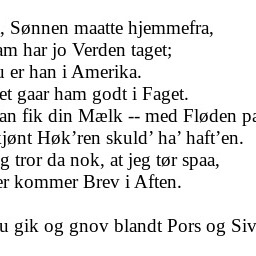 , Sønnen maatte hjemmefra,
am har jo Verden taget;
u er han i Amerika.
et gaar ham godt i Faget.
an fik din Mælk -- med Fløden pa
jønt Høk’ren skuld’ ha’ haft’en.
g tror da nok, at jeg tør spaa,
er kommer Brev i Aften.
u gik og gnov blandt Pors og Siv